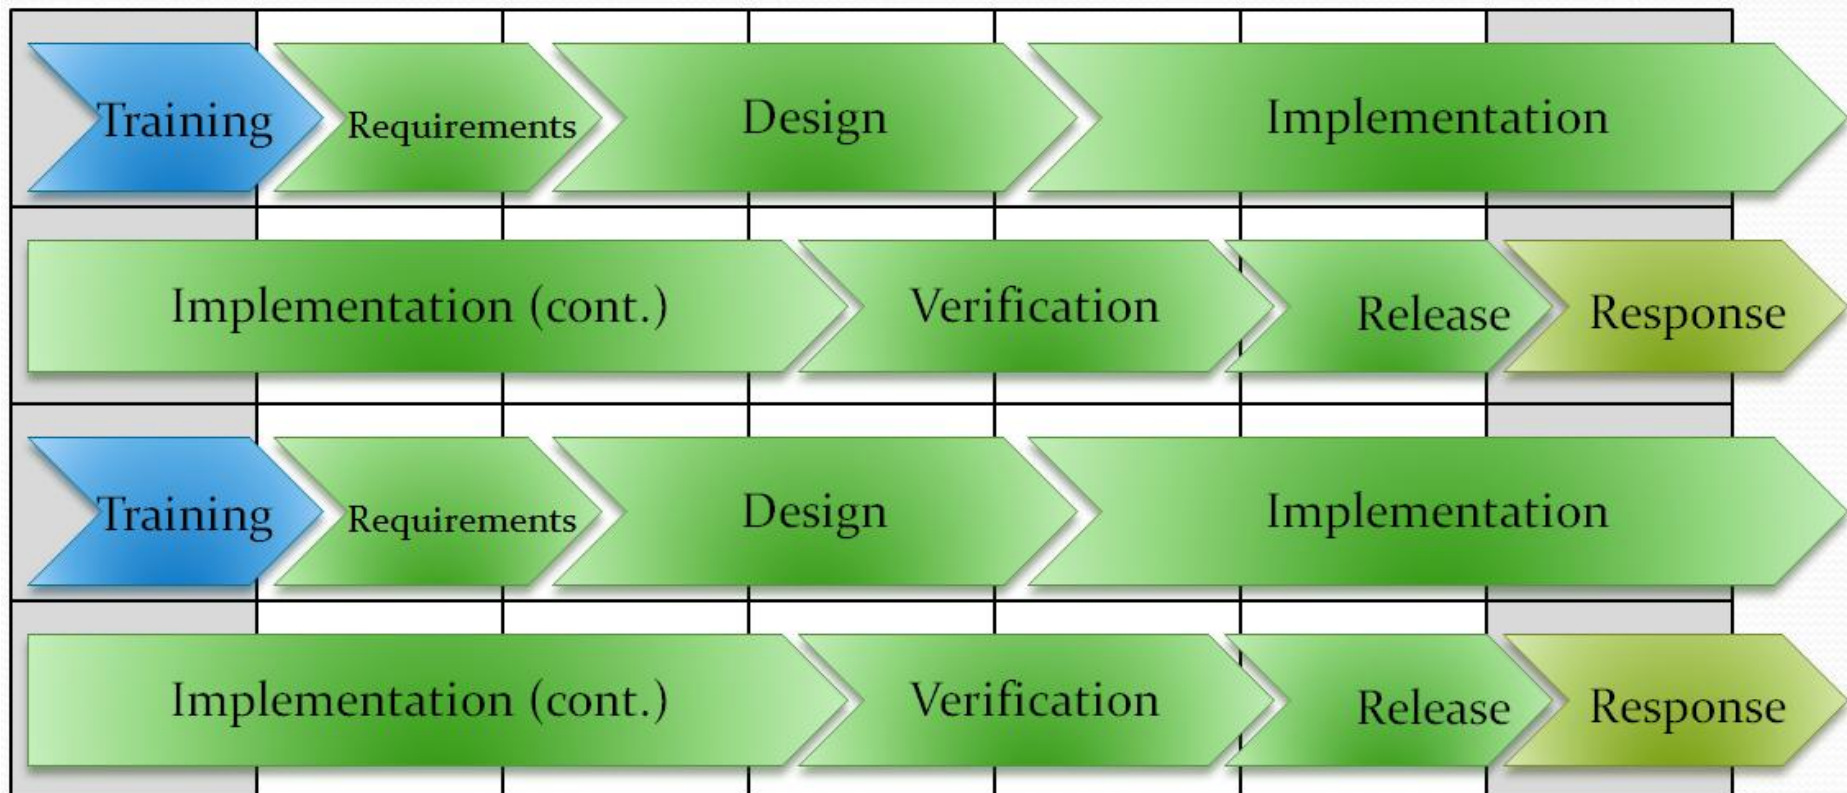 Training Requirements Design Implementation
Implementation (cont.) Verification Release Response
Training Requirements Design Implementation
Implementation (cont.) Verification Release Response